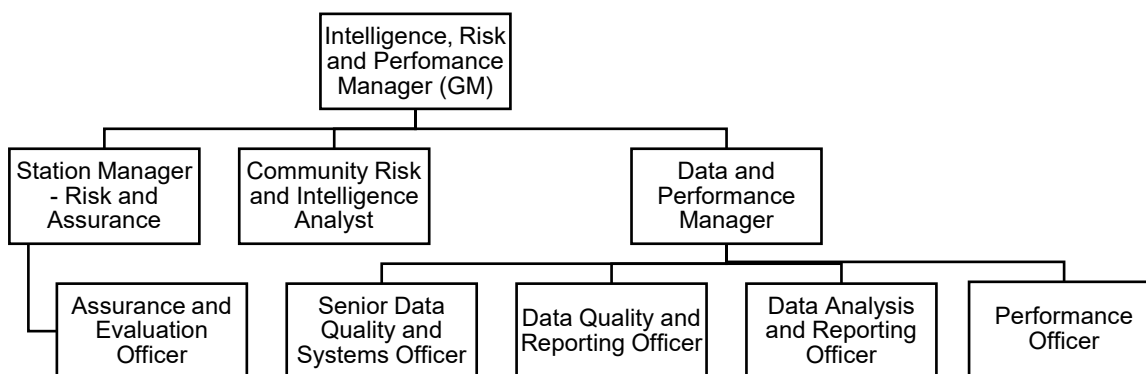 Intelligence, Risk
and Perfomance
Manager (GM)
Station Manager
- Risk and
Assurance
Community Risk
and Intelligence
Analyst
Data and
Performance
Manager
Assurance and
Evaluation
Officer
Senior Data
Quality and
Systems Officer
Data Quality and
Reporting Officer
Data Analysis
and Reporting
Officer
Performance
Officer